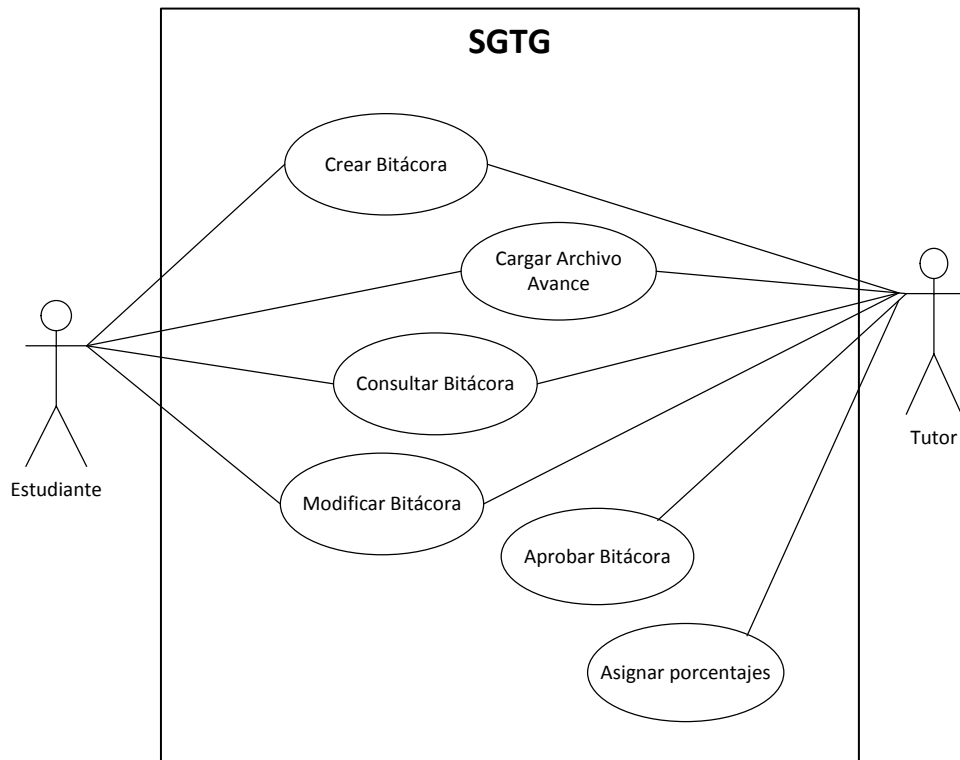 SGTG
Crear Bitácora
Cargar Archivo
Avance
Consultar Bitácora
Tutor
Estudiante
Modificar Bitácora
Aprobar Bitácora
Asignar porcentajes